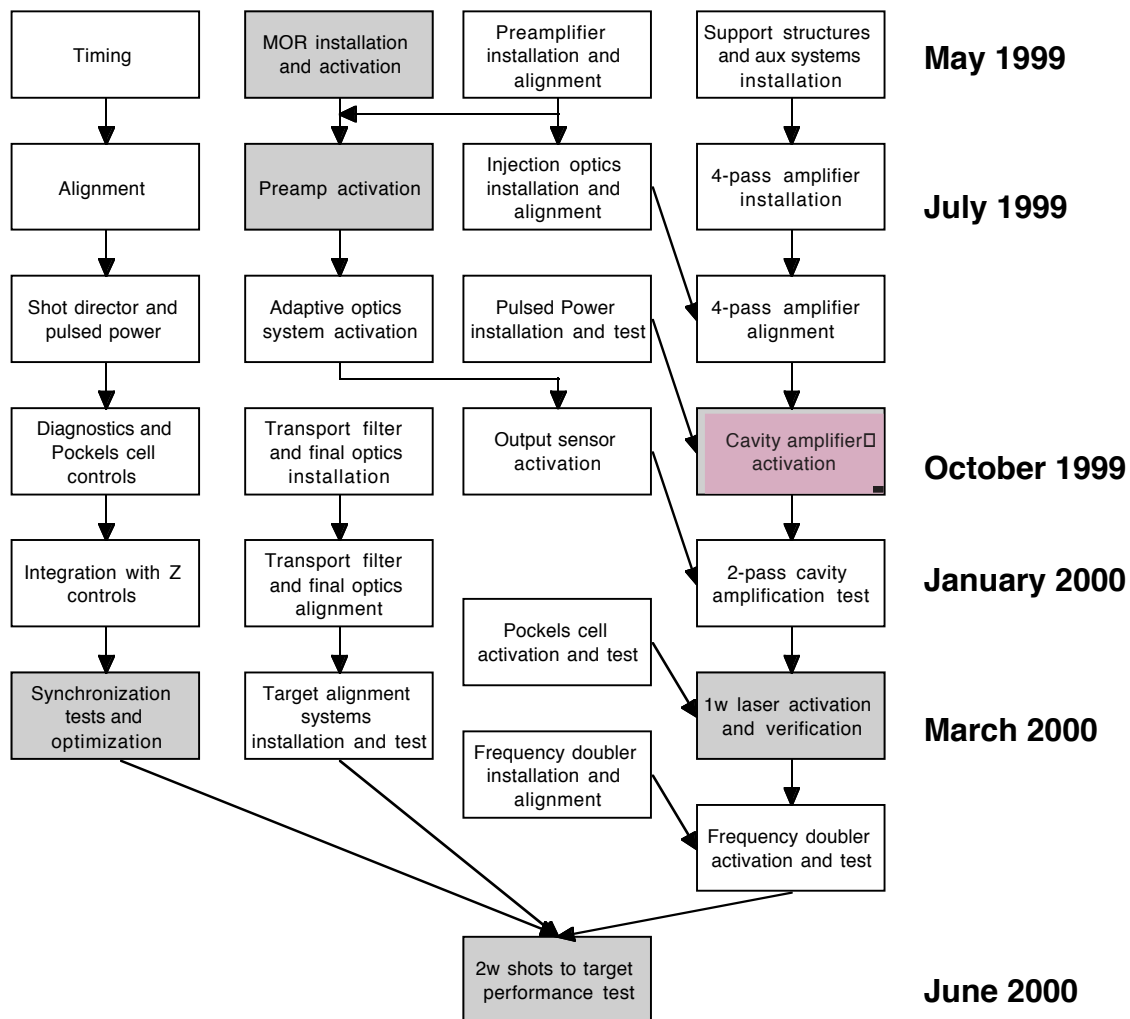 Timing
MOR installation
and activation
Preamplifier
installation and
alignment
Support structures
and aux systems
installation
May 1999
Alignment
Preamp activation
Injection optics
installation and
alignment
4-pass amplifier
installation
July 1999
Shot director and
pulsed power
Adaptive optics
system activation
Pulsed Power
installation and test
4-pass amplifier
alignment
Diagnostics and
Pockels cell
controls
Transport filter
and final optics
installation
Output sensor
activation
Cavity amplifier
activation
October 1999
Integration with Z
controls
Transport filter
and final optics
alignment
2-pass cavity
amplification test
January 2000
Pockels cell
activation and test
Synchronization
tests and
optimization
Target alignment
systems
installation and test
1w laser activation
and verification
March 2000
Frequency doubler
installation and
alignment
Frequency doubler
activation and test
2w shots to target
performance test
June 2000